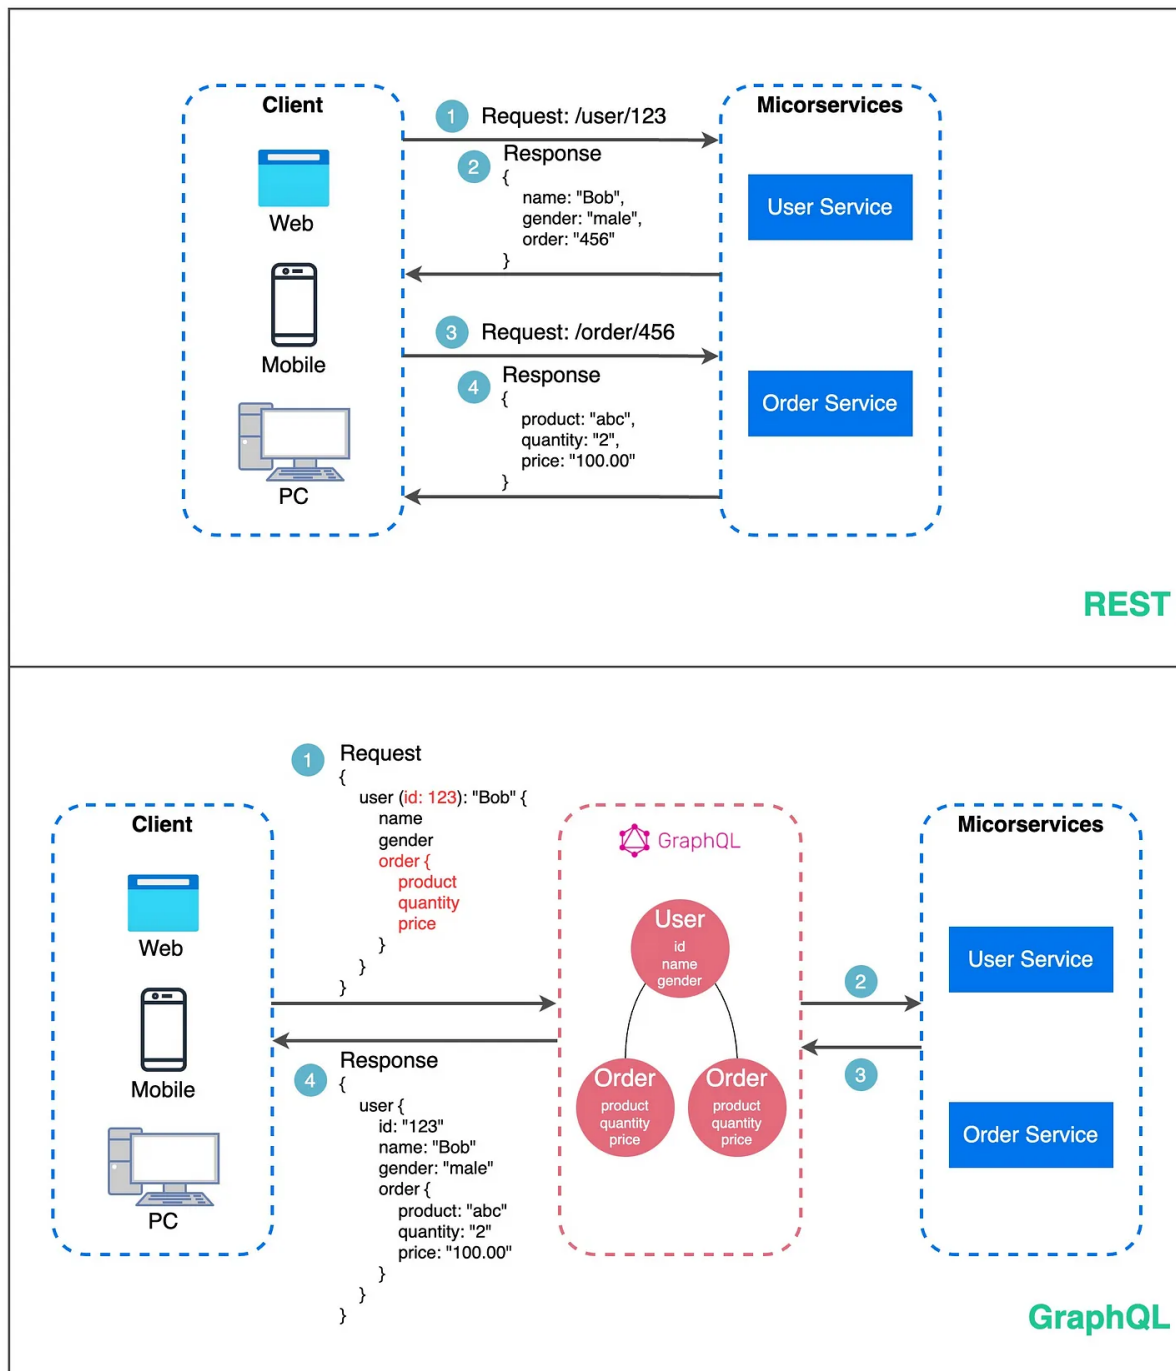 Client
Web
Mobile
PC
1 Request: /user/123
2 Response
{
name: "Bob",
gender: "male",
order: "456"
}
3 Request: /order/456
4 Response
{
product: "abc",
quantity: "2",
price: "100.00"
}
Micorservices
User Service
Order Service
REST
1 Request
{
user (id: 123): "Bob" {
name
gender
order {
product
quantity
price
}
}
}
Client
Web
Mobile
PC
4 Response
{
user {
id: "123"
name: "Bob"
gender: "male"
order {
product: "abc"
quantity: "2"
price: "100.00"
}
}
}
GraphQL
User
id
name
gender
Order
product
quantity
price
Order
product
quantity
price
2
3
Micorservices
User Service
Order Service
GraphQL